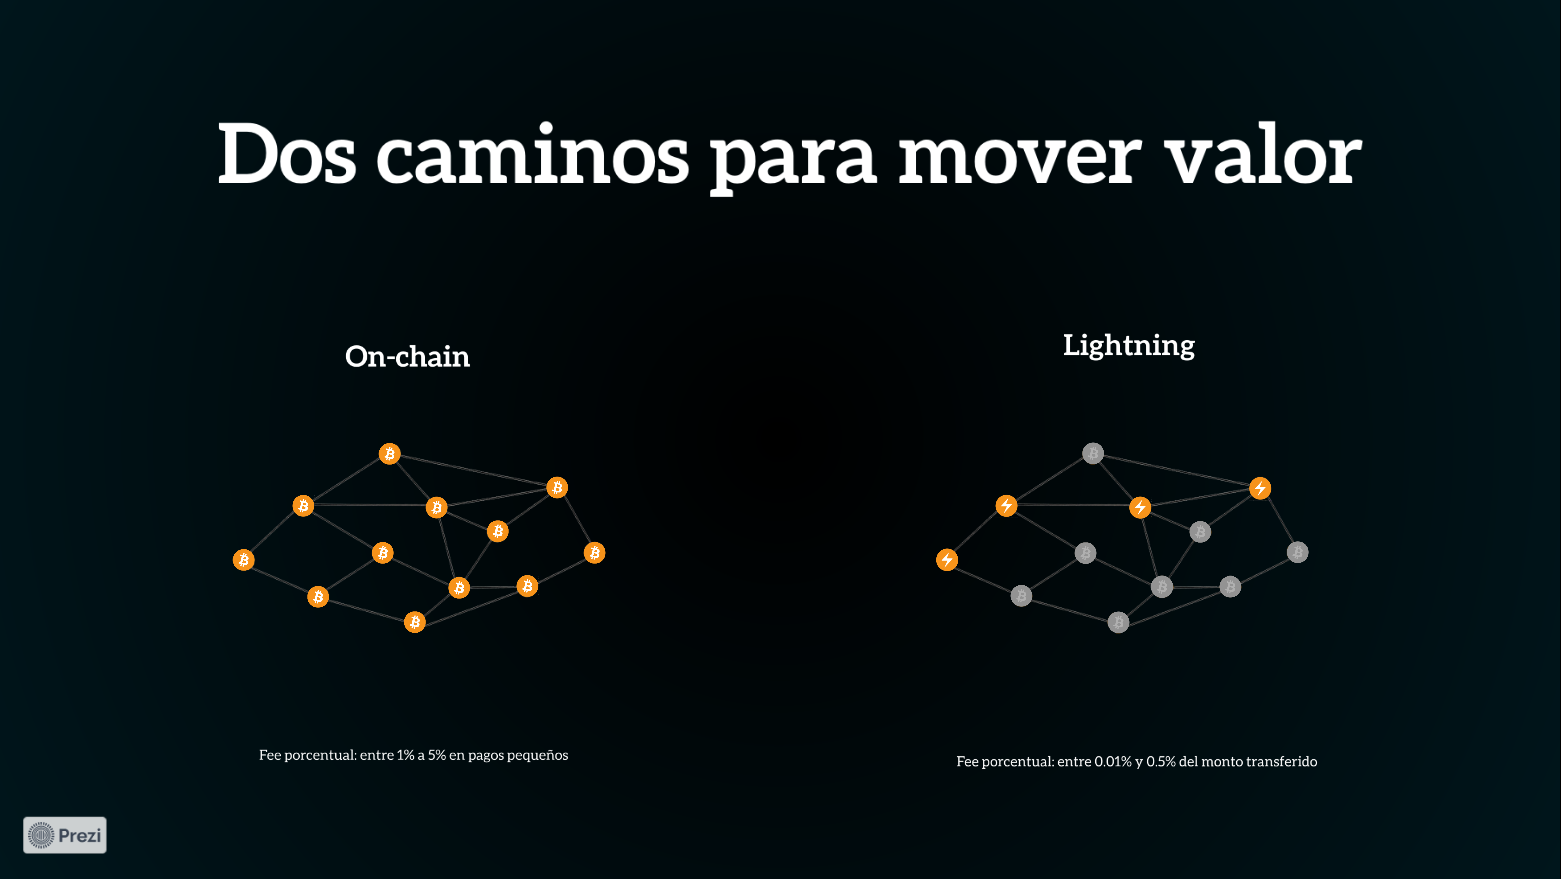 Dos caminos para mover valor
On-chain
Lightning
Fee porcentual: entre 1% a 5% en pagos pequeños
Fee porcentual: entre 0.01% y 0.5% del monto transferido
Prezi